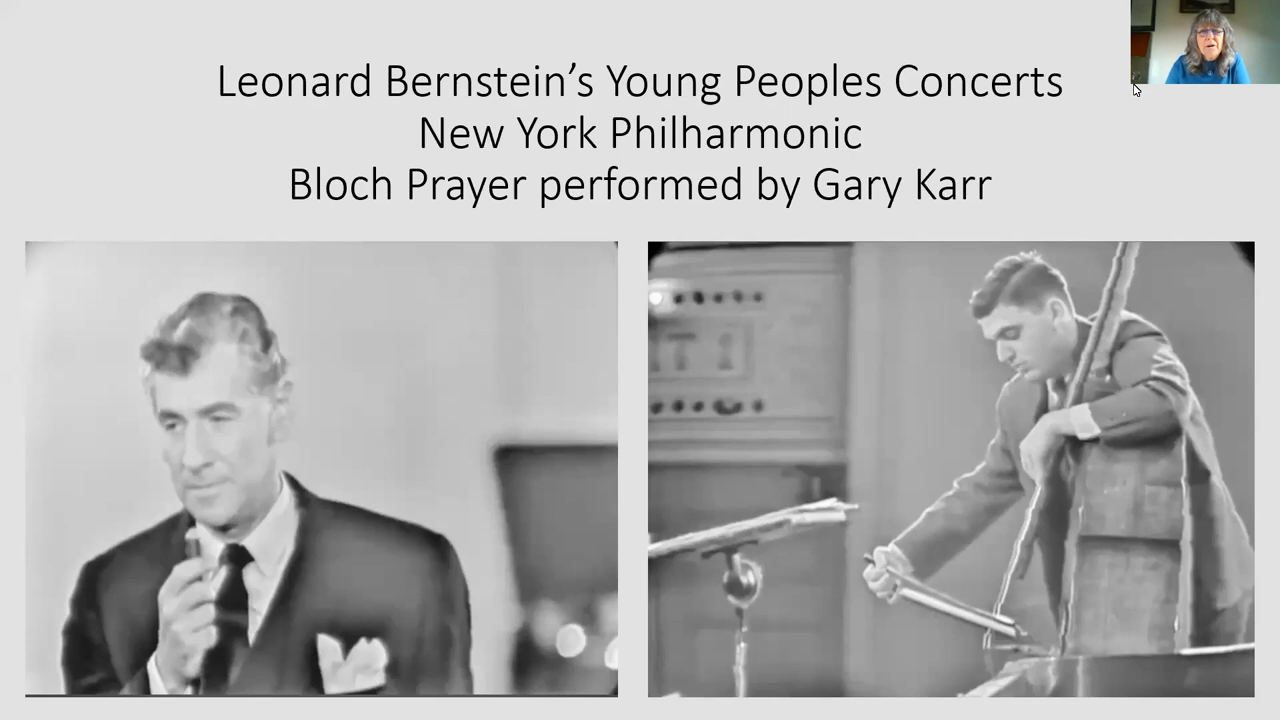 Leonard Bernstein’s Young Peoples Concerts
New York Philharmonic
Bloch Prayer performed by Gary Karr